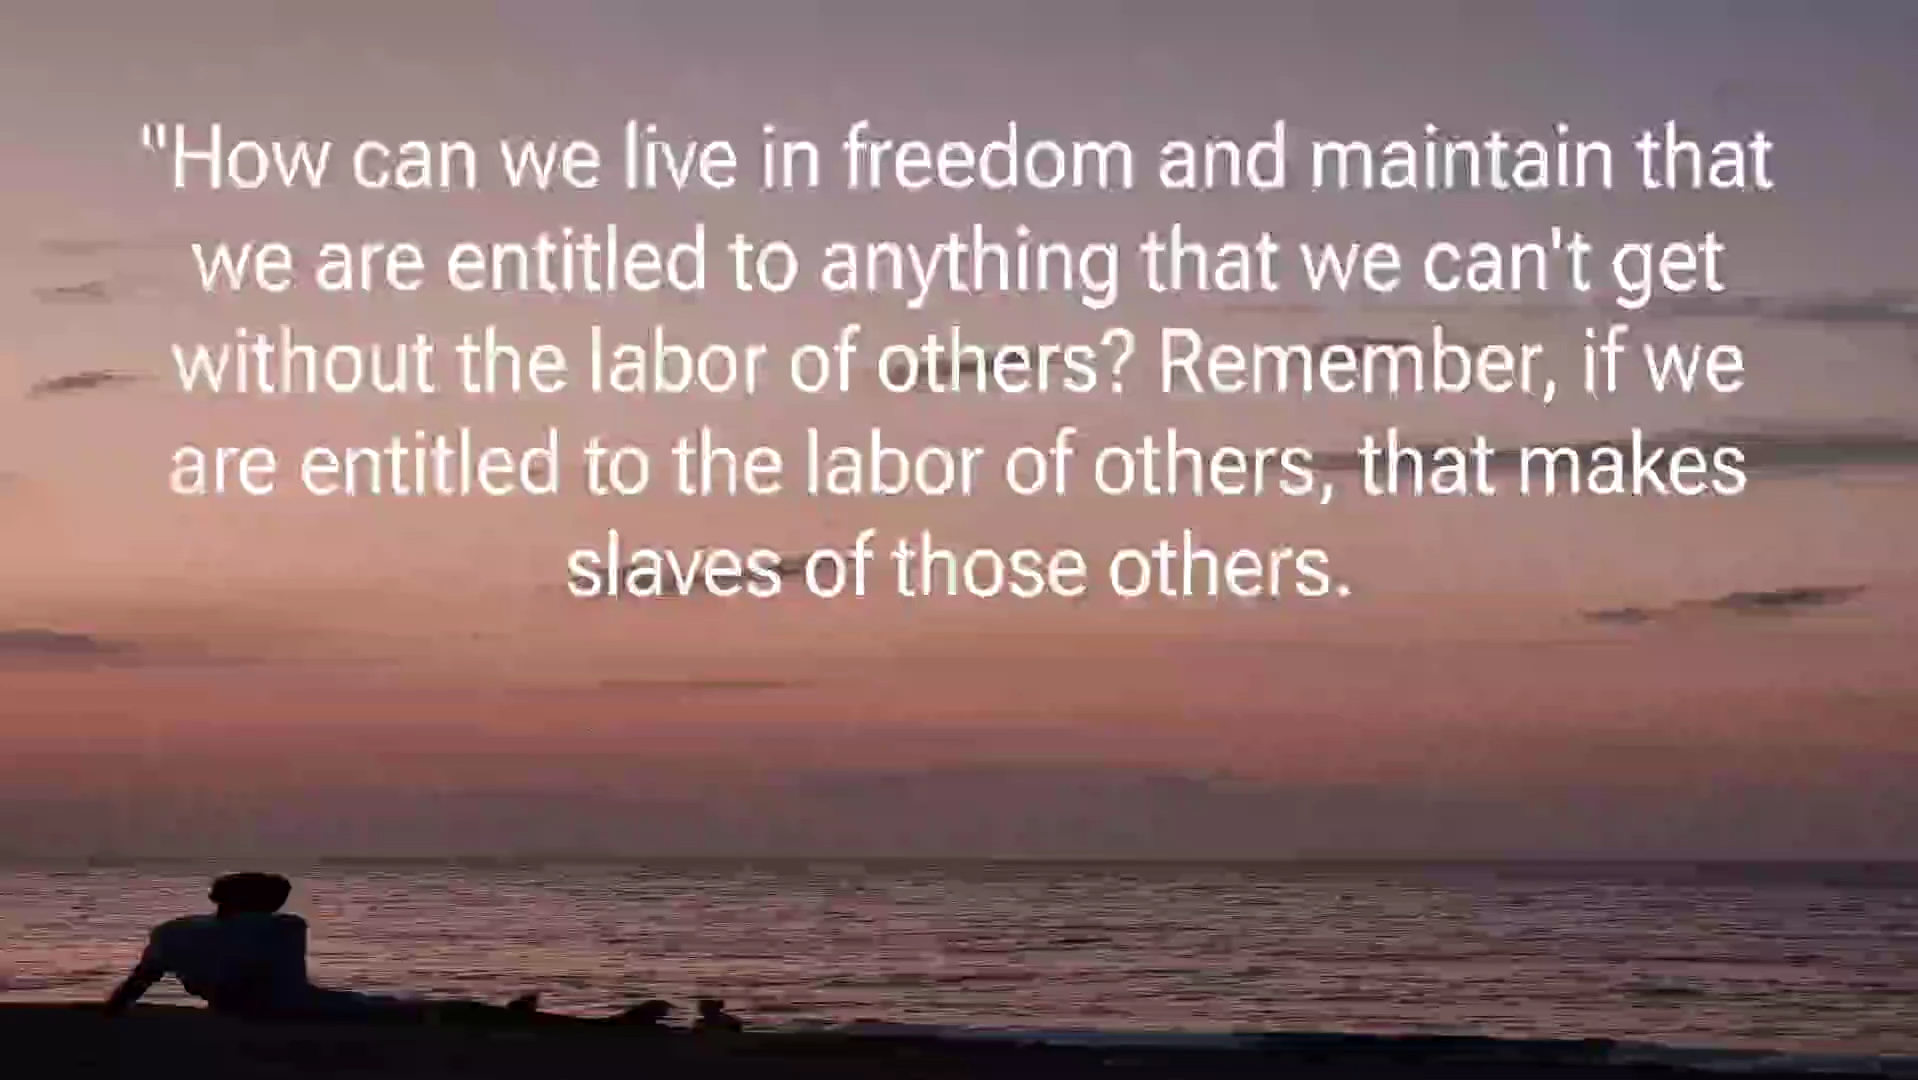 "How can we live in freedom and maintain that
we are entitled to anything that we can't get
without the labor of others? Remember, if we
are entitled to the labor of others, that makes
slaves of those others.